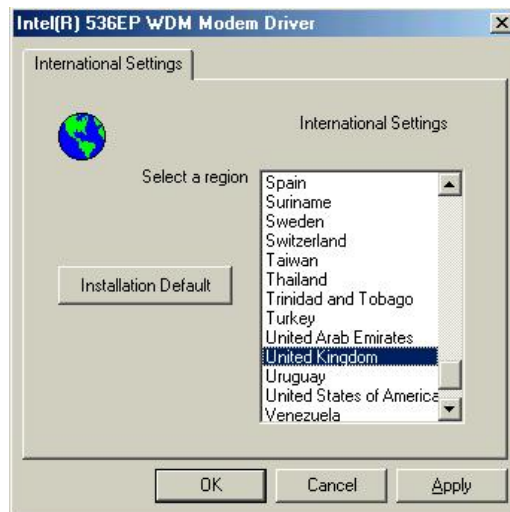 Intel(R) 536EP WDM Modem Driver
International Settings
International Settings
Select a region
Spain
Suriname
Sweden
Switzerland
Taiwan
Thailand
Trinidad and Tobago
Turkey
United Arab Emirates
United Kingdom
Uruguay
United States of America
Venezuela
Installation Default
OK
Cancel
Apply